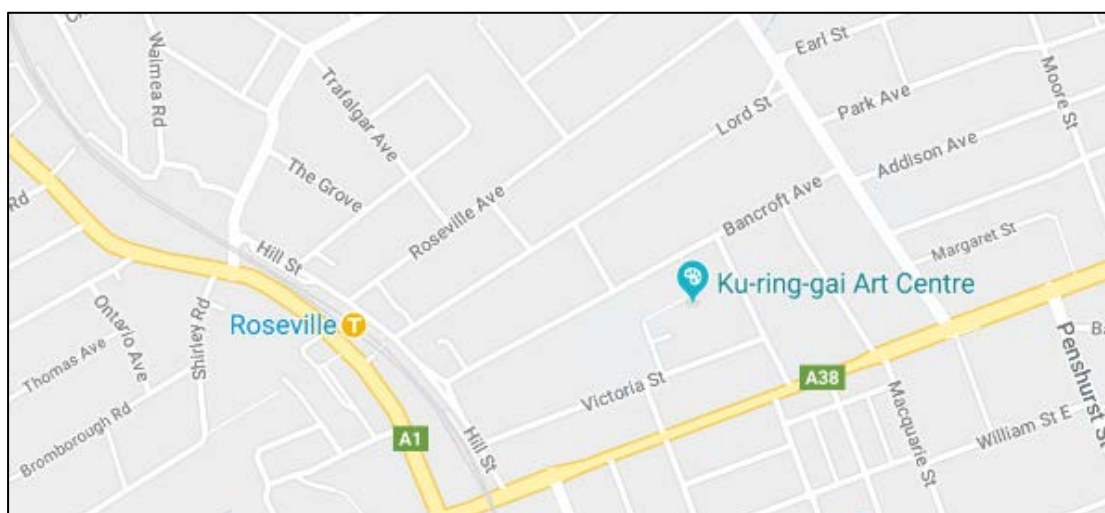 Waimea Rd
Trafalgar Ave
The Grove
Roseville Ave
Lord St
Earl St
Park Ave
Moore St
Addison Ave
Bancroft Ave
Margaret St
Rd
Hill St
Ku-ring-gai Art Centre
Roseville
T
Ontario Ave
Shirley Rd
Thomas Ave
Bromborough Rd
Victoria St
A38
A1
Hill St
Macquarie St
William St E
Penshurst St